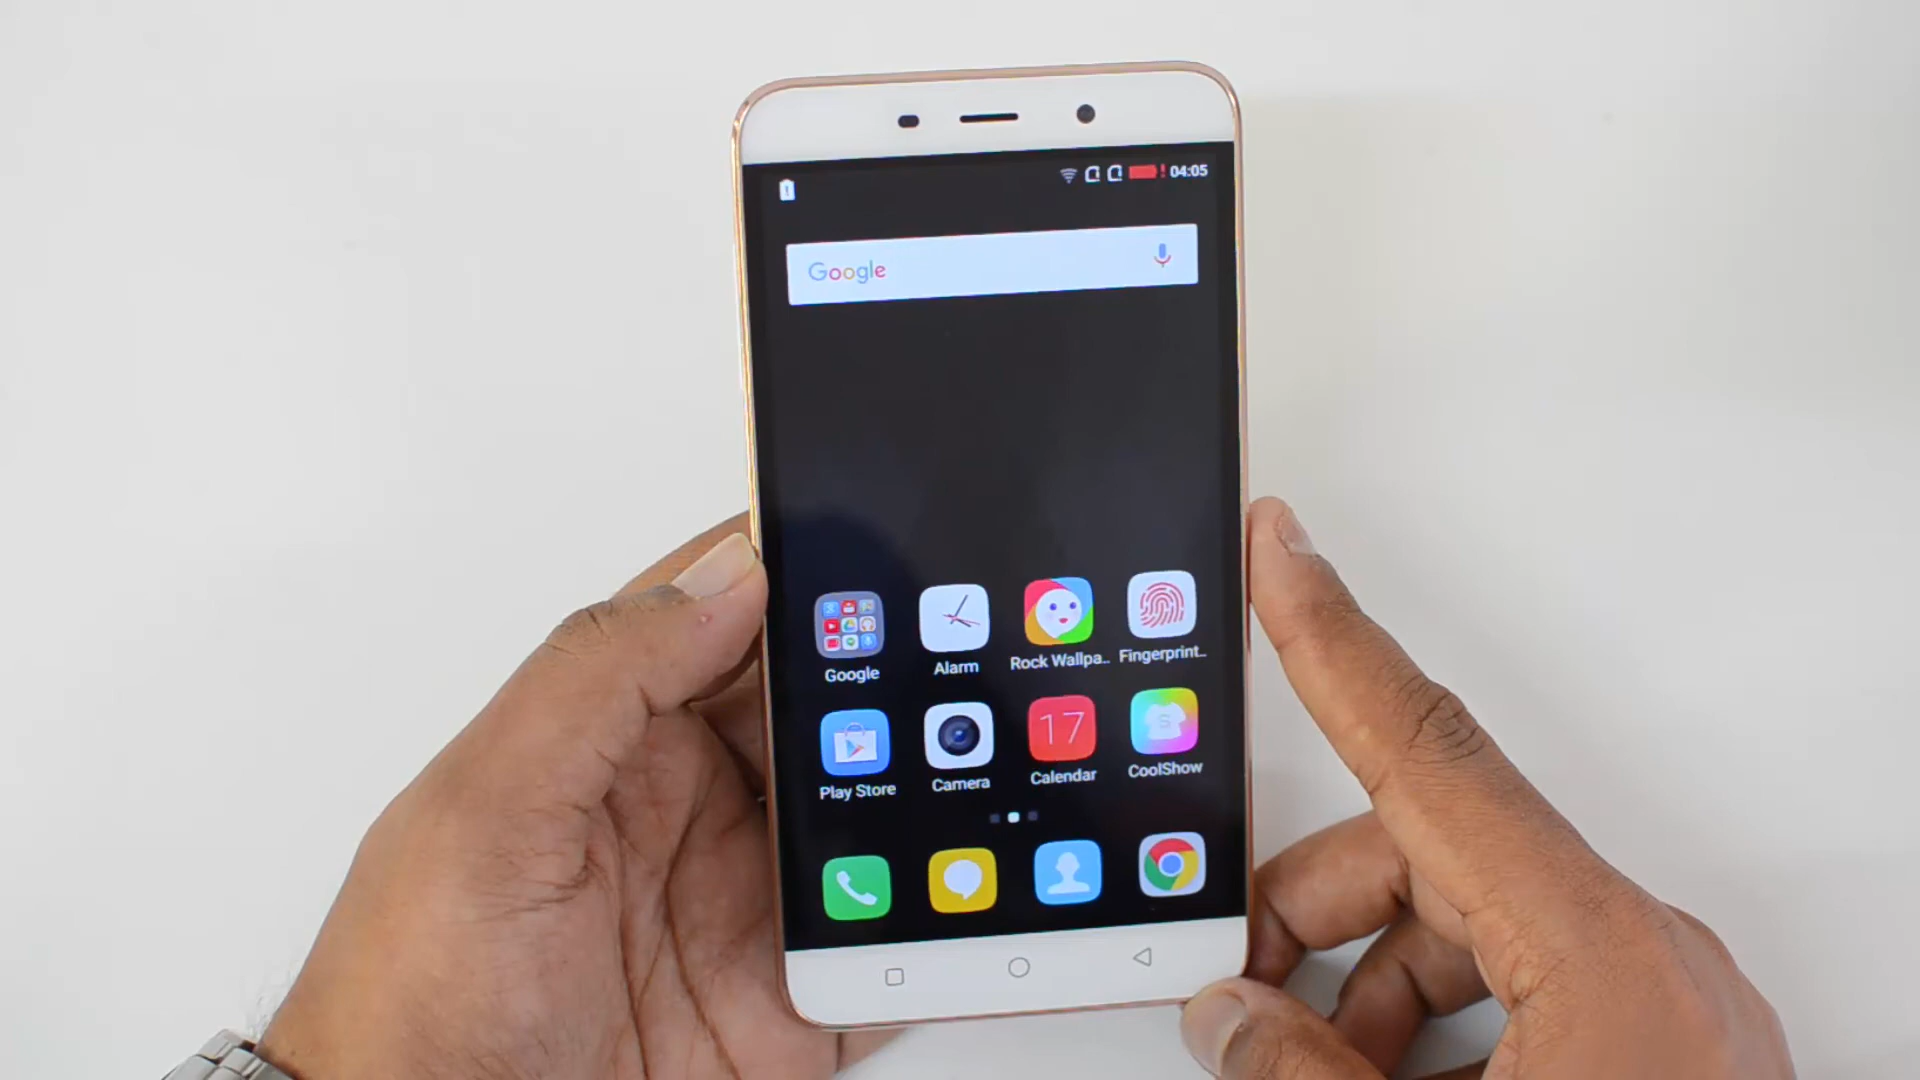 04:05
Google
Google
Alarm
Rock Wallpa..
Fingerprint..
Play Store
Camera
17
Calendar
S
CoolShow